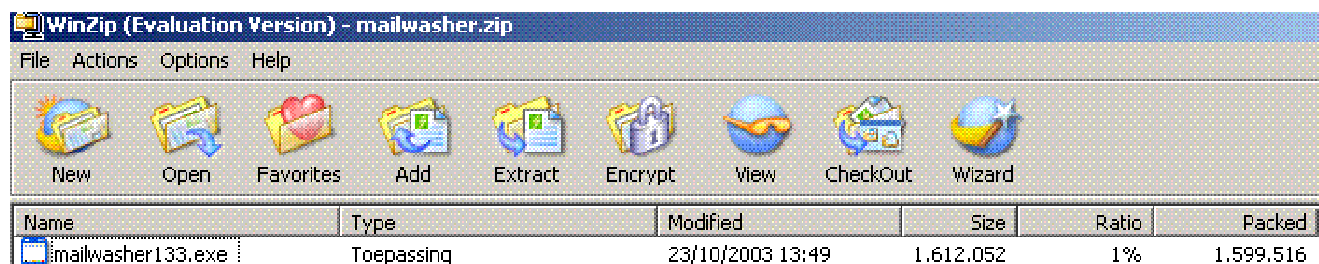 WinZip (Evaluation Version) - mailwasher.zip
File Actions Options Help
New Open Favorites Add Extract Encrypt View CheckOut Wizard
Name Type Modified Size Ratio Packed
mailwasher133.exe Toepassing 23/10/2003 13:49 1.612.052 1% 1.599.516